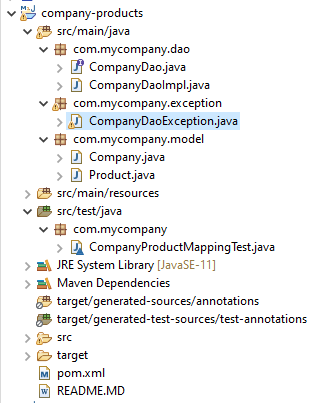 company-products
src/main/java
com.mycompany.dao
CompanyDao.java
CompanyDaoImpl.java
com.mycompany.exception
CompanyDaoException.java
com.mycompany.model
Company.java
Product.java
src/main/resources
src/test/java
com.mycompany
CompanyProductMappingTest.java
JRE System Library [JavaSE-11]
Maven Dependencies
target/generated-sources/annotations
target/generated-test-sources/test-annotations
src
target
pom.xml
README.MD